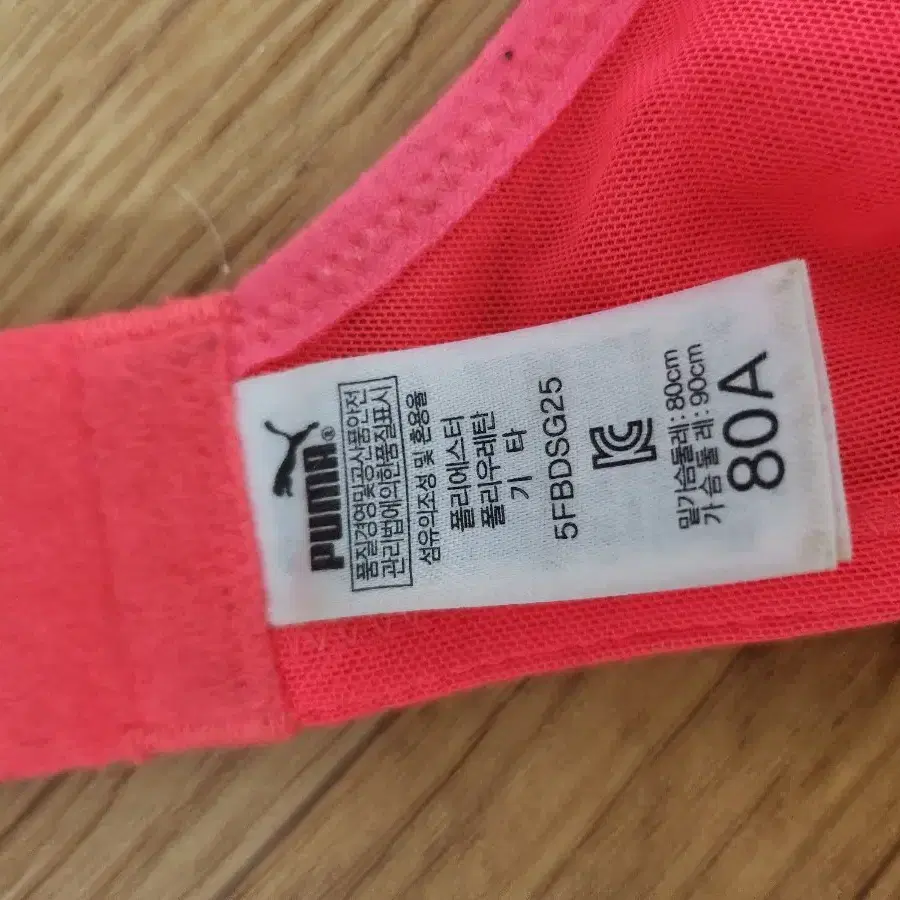 PUMA®
품질경영및공산품안전
관리법에의한품질표시
섬유의조성 및 혼용율
폴리에스터
폴리우레탄
기 타
5FBDSG25
밑가슴둘레 : 80cm
가 슴 둘 레 : 90cm
80A